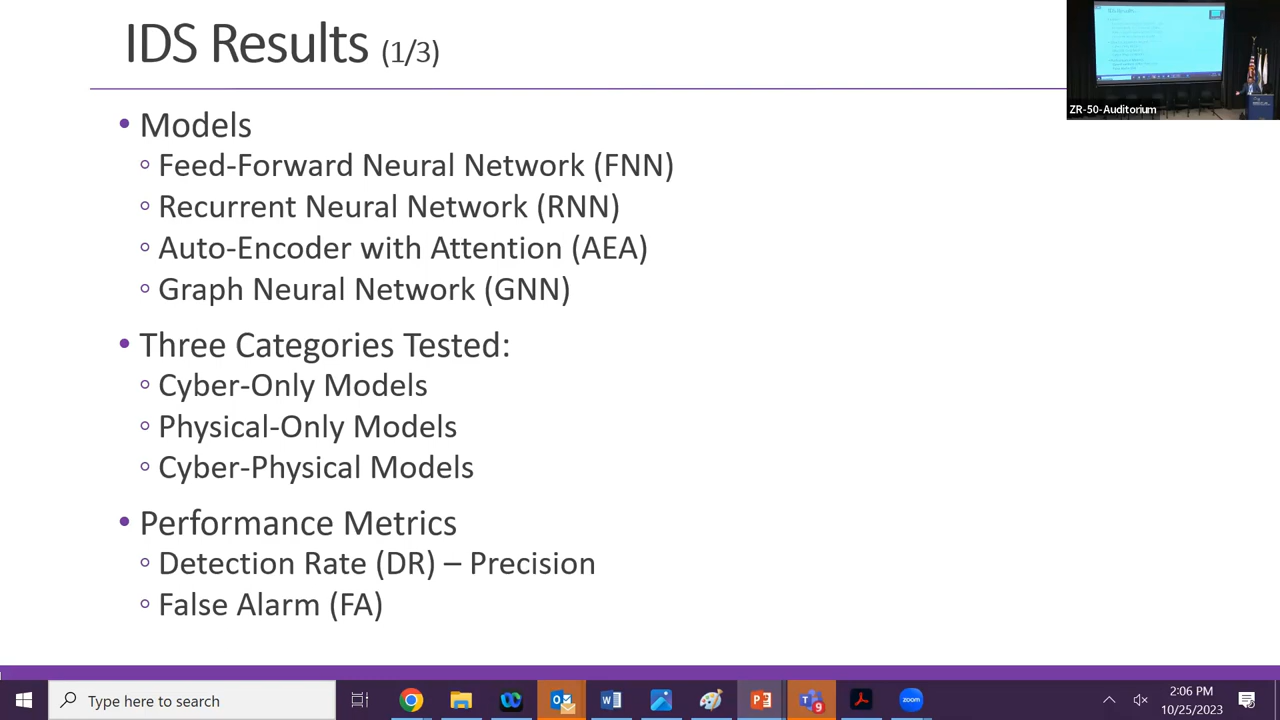 IDS Results (1/3)
ZR-50-Auditorium
• Models
◦ Feed-Forward Neural Network (FNN)
◦ Recurrent Neural Network (RNN)
◦ Auto-Encoder with Attention (AEA)
◦ Graph Neural Network (GNN)
• Three Categories Tested:
◦ Cyber-Only Models
◦ Physical-Only Models
◦ Cyber-Physical Models
• Performance Metrics
◦ Detection Rate (DR) – Precision
◦ False Alarm (FA)
Type here to search
zoom
9
2:06 PM
10/25/2023